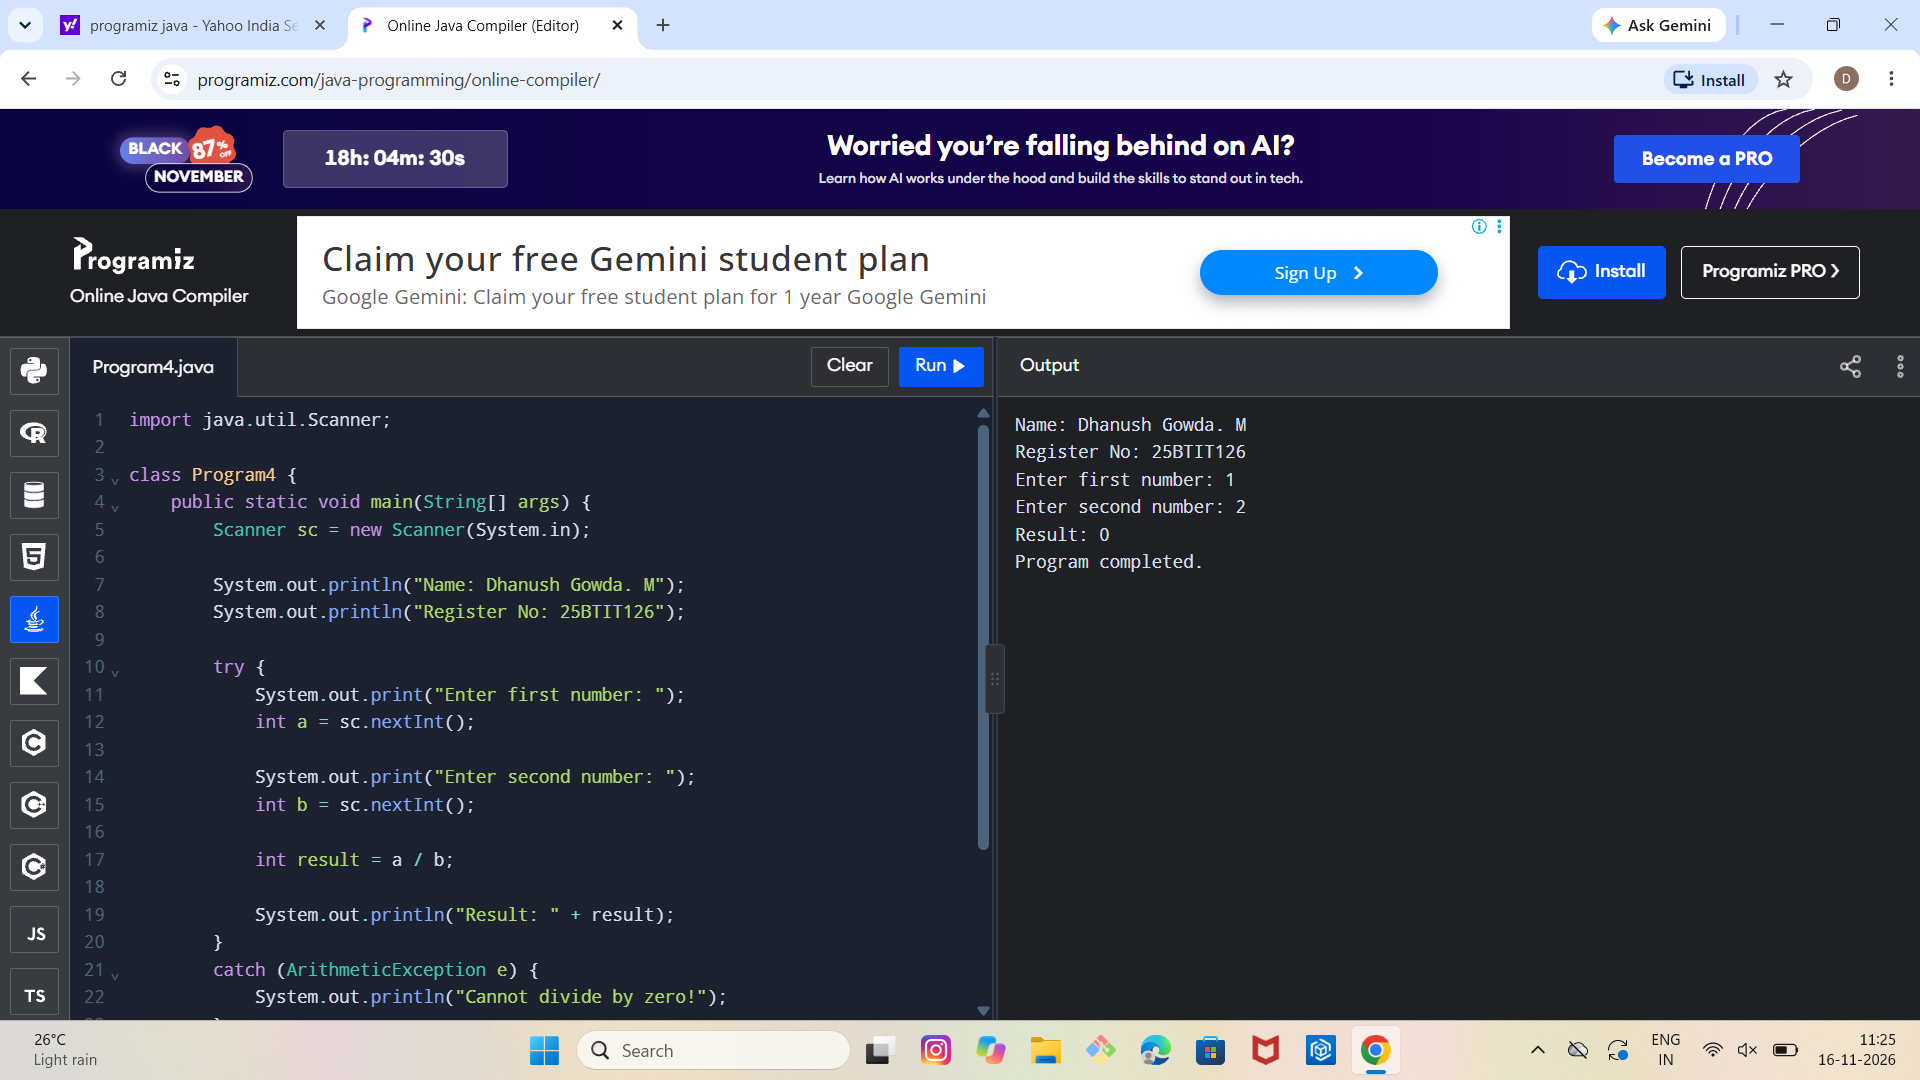 programiz java - Yahoo India Se
Online Java Compiler (Editor)
Ask Gemini
programiz.com/java-programming/online-compiler/
Install
D
BLACK 87% OFF
NOVEMBER
18h: 04m: 30s
Worried you're falling behind on AI?
Learn how AI works under the hood and build the skills to stand out in tech.
Become a PRO
Programiz
Online Java Compiler
Claim your free Gemini student plan
Google Gemini: Claim your free student plan for 1 year Google Gemini
Sign Up
Install
Programiz PRO
Program4.java
Clear
Run
Output
1 import java.util.Scanner;
2
3 class Program4 {
4 public static void main(String[] args) {
5 Scanner sc = new Scanner(System.in);
6
7 System.out.println("Name: Dhanush Gowda. M");
8 System.out.println("Register No: 25BTIT126");
9
10 try {
11 System.out.print("Enter first number: ");
12 int a = sc.nextInt();
13
14 System.out.print("Enter second number: ");
15 int b = sc.nextInt();
16
17 int result = a / b;
18
19 System.out.println("Result: " + result);
20 }
21 catch (ArithmeticException e) {
22 System.out.println("Cannot divide by zero!");
Name: Dhanush Gowda. M
Register No: 25BTIT126
Enter first number: 1
Enter second number: 2
Result: 0
Program completed.
JS
TS
26°C
Light rain
Search
ENG
IN
11:25
16-11-2026